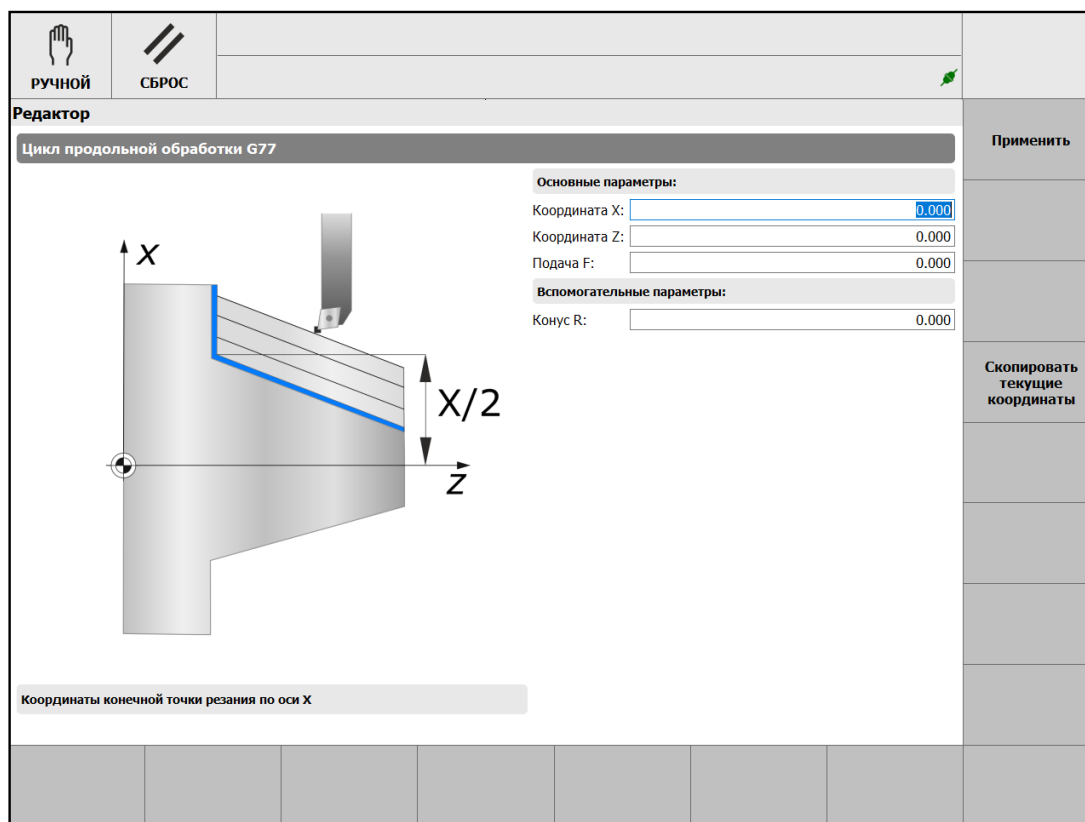 РУЧНОЙ
СБРОС
Редактор
Цикл продольной обработки G77
Применить
Основные параметры:
Координата X: 0.000
Координата Z: 0.000
Подача F: 0.000
Вспомогательные параметры:
Конус R: 0.000
Скопировать
текущие
координаты
X
X/2
Z
Координаты конечной точки резания по оси X